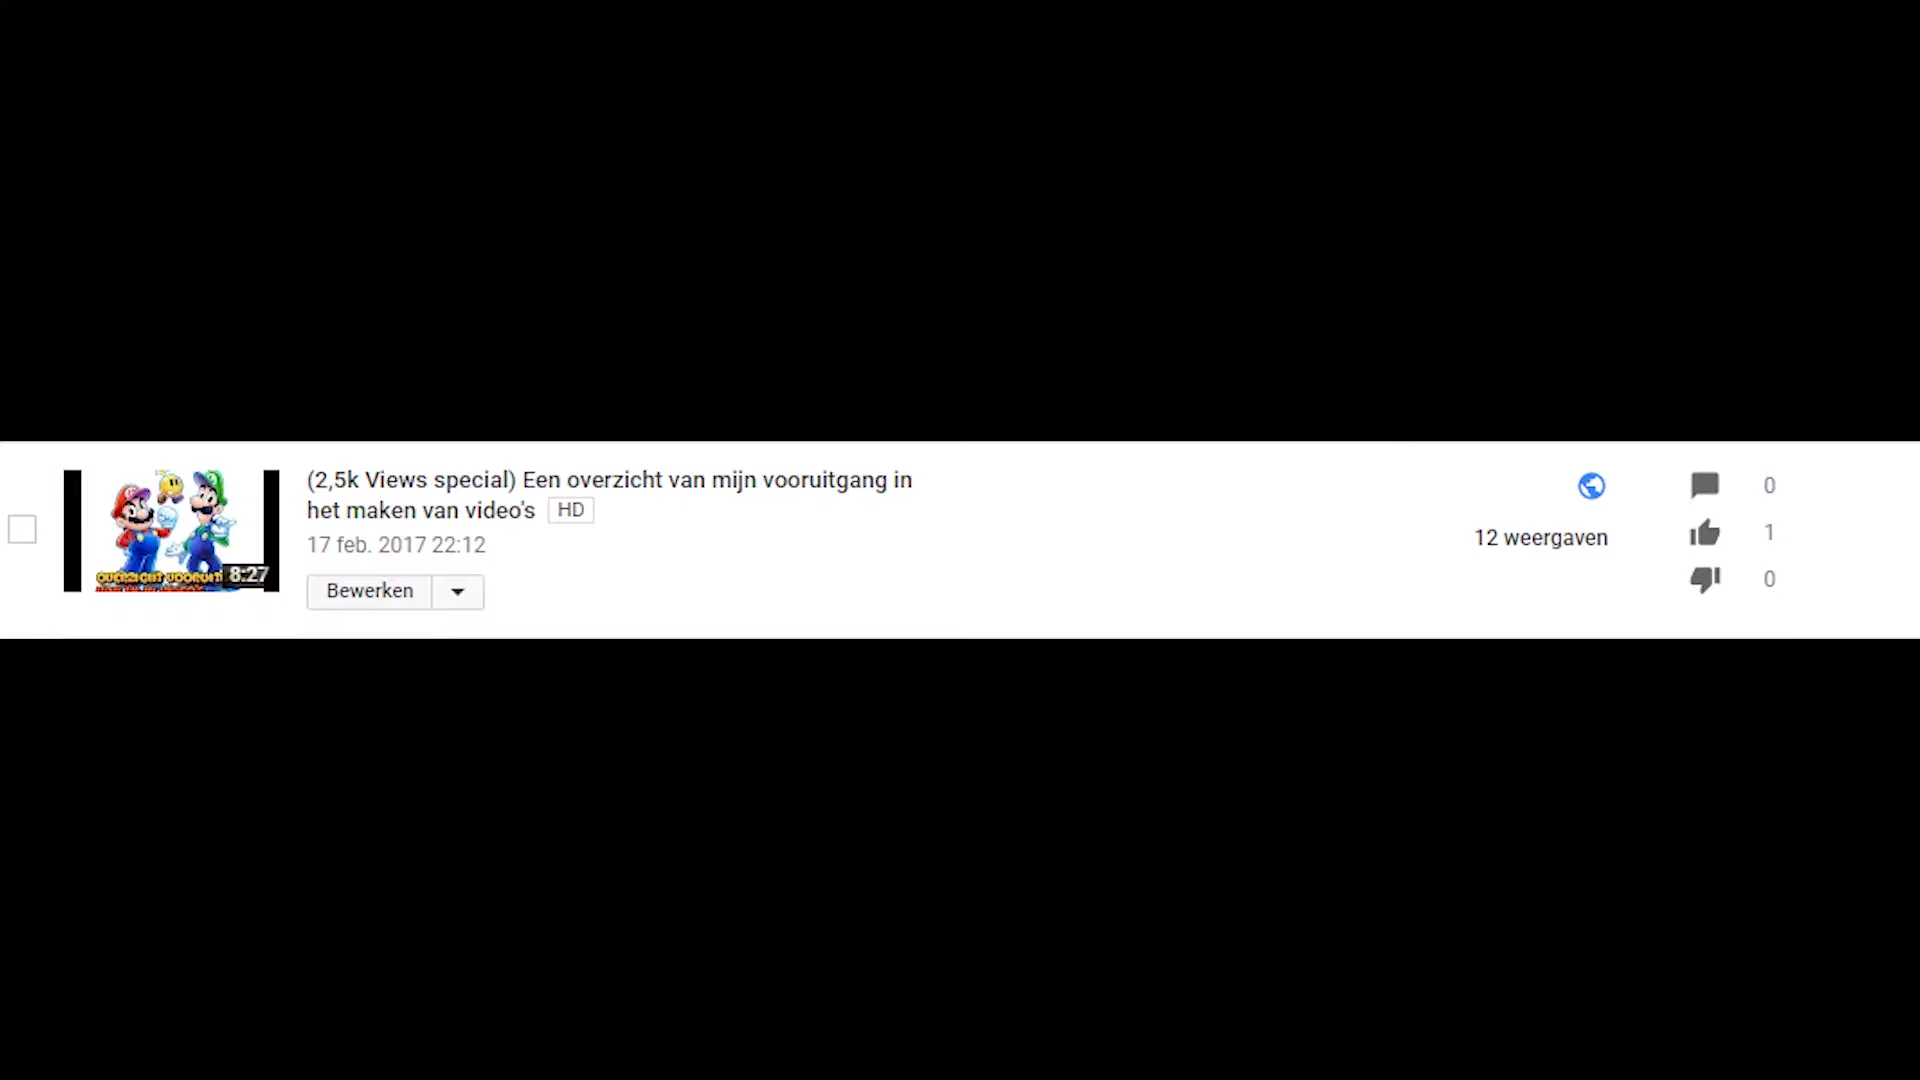 (2,5k Views special) Een overzicht van mijn vooruitgang in
het maken van video's HD
17 feb. 2017 22:12
Bewerken
8:27
12 weergaven
0
1
0